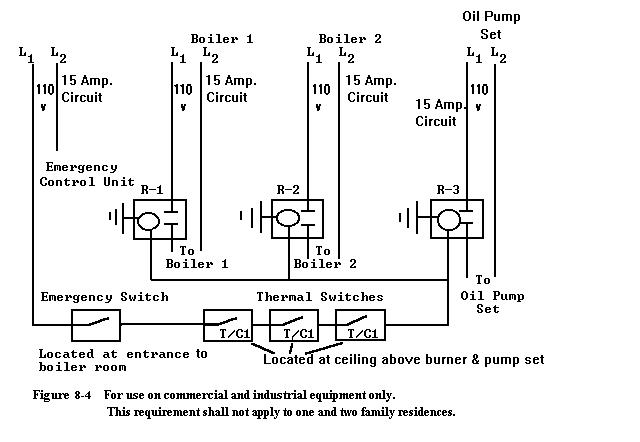 Oil Pump
Set
Boiler 1
Boiler 2
L1 L2
L1 L2
L1 L2
L1 L2
110
v
15 Amp.
Circuit
110
v
15 Amp.
Circuit
110
v
15 Amp.
Circuit
15 Amp.
Circuit
110
v
Emergency
Control Unit
R-1
R-2
R-3
To
Boiler 1
To
Boiler 2
To
Oil Pump
Set
Emergency Switch
Thermal Switches
T/C1
T/C1
T/C1
Located at entrance to
boiler room
Located at ceiling above burner & pump set
Figure 8-4 For use on commercial and industrial equipment only.
This requirement shall not apply to one and two family residences.